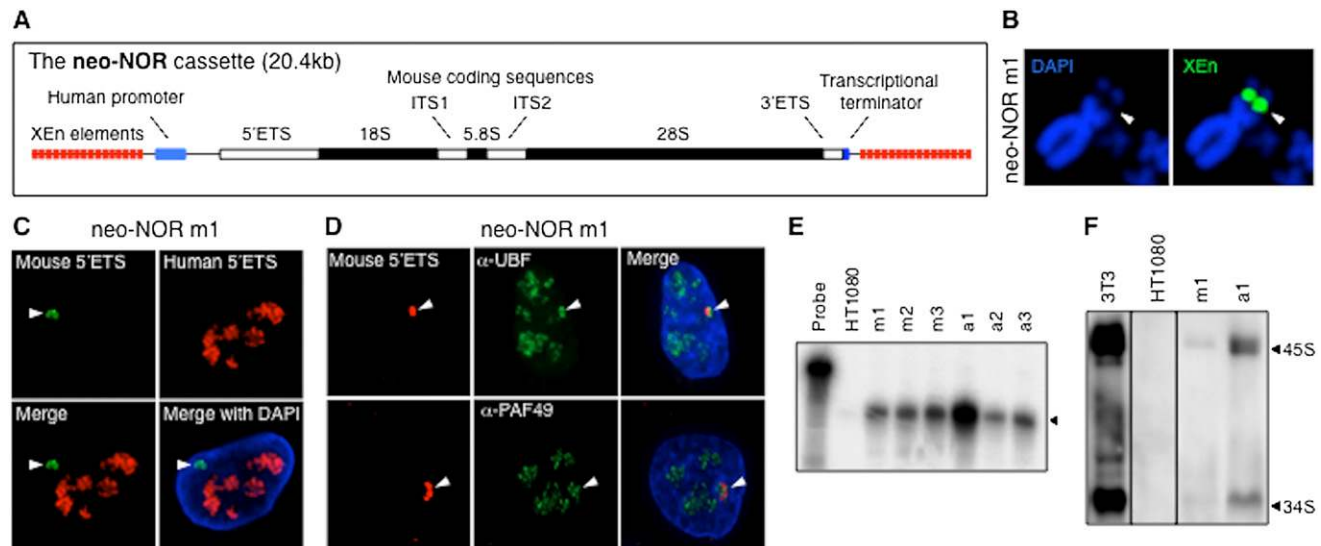 A
The neo-NOR cassette (20.4kb)
Human promoter
Mouse coding sequences
ITS1
ITS2
3′ETS
Transcriptional
terminator
XEn elements
5′ETS
18S
5.8S
28S
B
neo-NOR m1
DAPI
XEn
C
neo-NOR m1
Mouse 5′ETS
Human 5′ETS
Merge
Merge with DAPI
D
neo-NOR m1
Mouse 5′ETS
α-UBF
Merge
α-PAF49
E
Probe
HT1080
m1
m2
m3
a1
a2
a3
F
3T3
HT1080
m1
a1
45S
34S